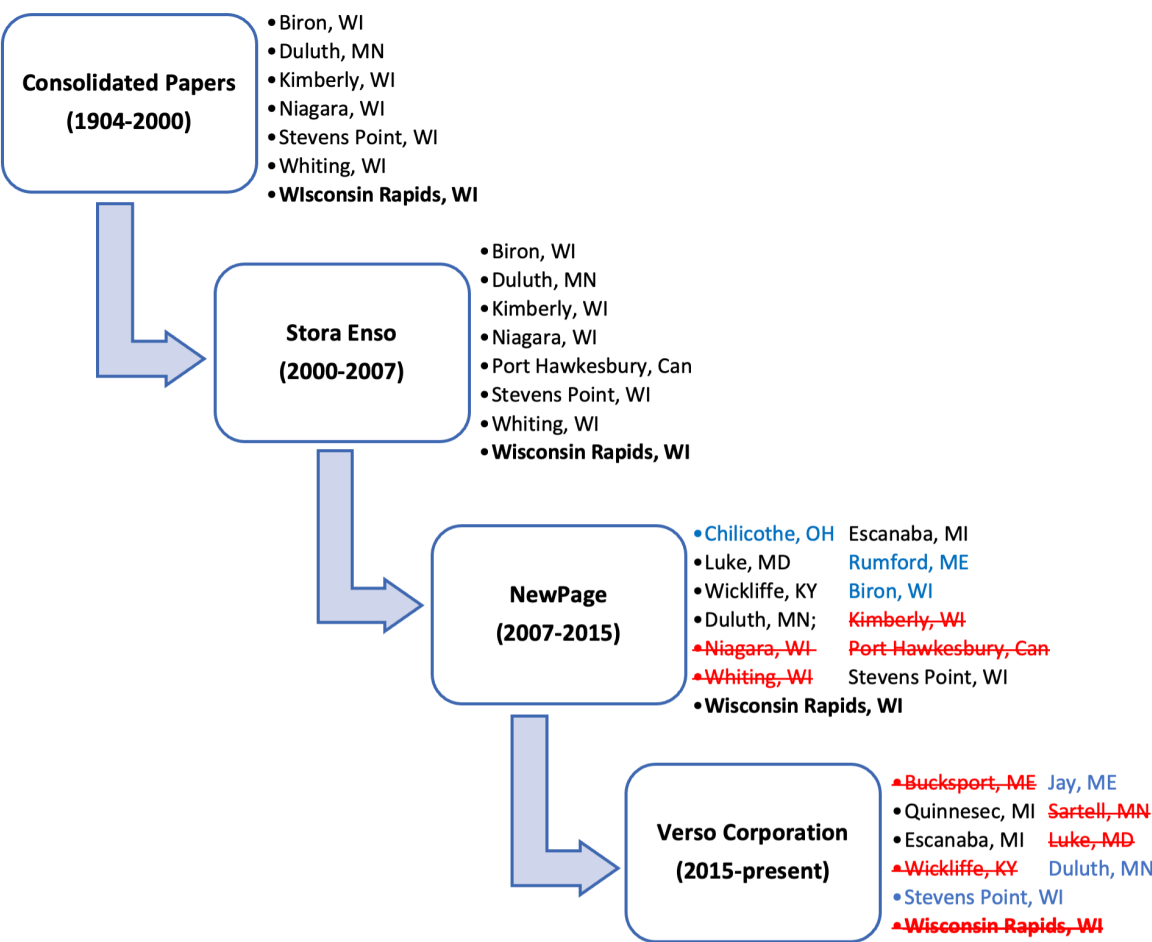 Consolidated Papers
(1904-2000)
•Biron, WI
•Duluth, MN
•Kimberly, WI
•Niagara, WI
•Stevens Point, WI
•Whiting, WI
•WIsconsin Rapids, WI
Stora Enso
(2000-2007)
•Biron, WI
•Duluth, MN
•Kimberly, WI
•Niagara, WI
•Port Hawkesbury, Can
•Stevens Point, WI
•Whiting, WI
•Wisconsin Rapids, WI
NewPage
(2007-2015)
•Chilicothe, OH Escanaba, MI
•Luke, MD Rumford, ME
•Wickliffe, KY Biron, WI
•Duluth, MN; Kimberly, WI
•Niagara, WI Port Hawkesbury, Can
•Whiting, WI Stevens Point, WI
•Wisconsin Rapids, WI
Verso Corporation
(2015-present)
•Bucksport, ME Jay, ME
•Quinnesec, MI Sartell, MN
•Escanaba, MI Luke, MD
•Wickliffe, KY Duluth, MN
•Stevens Point, WI
•Wisconsin Rapids, WI